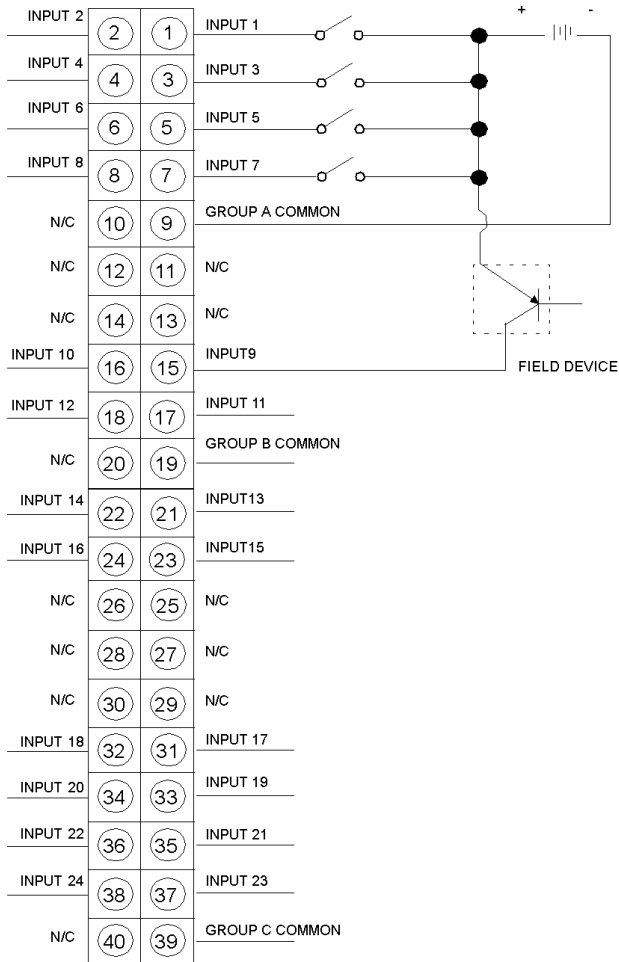 INPUT 2 2 1 INPUT 1 + -
INPUT 4 4 3 INPUT 3
INPUT 6 6 5 INPUT 5
INPUT 8 8 7 INPUT 7
N/C 10 9 GROUP A COMMON
N/C 12 11 N/C
N/C 14 13 N/C
INPUT 10 16 15 INPUT9 FIELD DEVICE
INPUT 12 18 17 INPUT 11
N/C 20 19 GROUP B COMMON
INPUT 14 22 21 INPUT13
INPUT 16 24 23 INPUT15
N/C 26 25 N/C
N/C 28 27 N/C
N/C 30 29 N/C
INPUT 18 32 31 INPUT 17
INPUT 20 34 33 INPUT 19
INPUT 22 36 35 INPUT 21
INPUT 24 38 37 INPUT 23
N/C 40 39 GROUP C COMMON